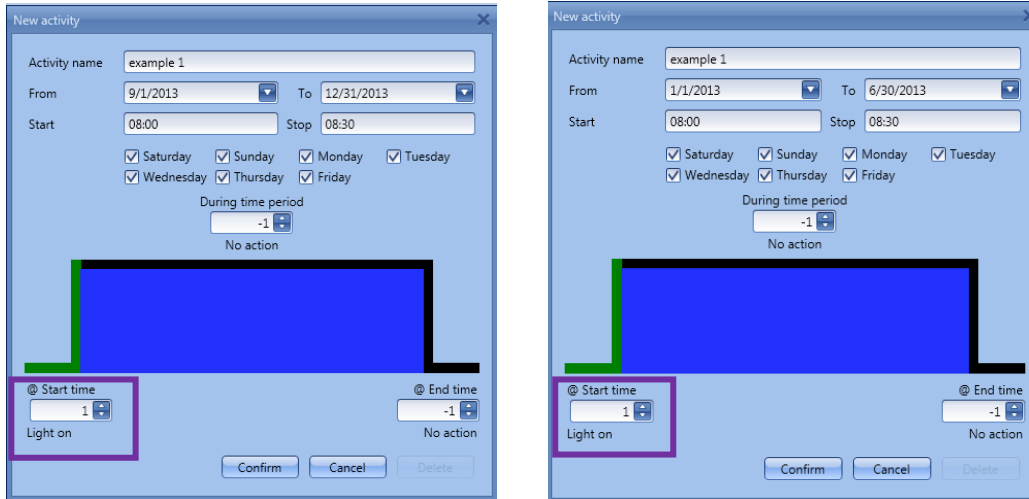 New activity
Activity name example 1
From 9/1/2013 To 12/31/2013
Start 08:00 Stop 08:30
Saturday Sunday Monday Tuesday
Wednesday Thursday Friday
During time period
-1
No action
@ Start time @ End time
1 -1
Light on No action
Confirm Cancel Delete
New activity
Activity name example 1
From 1/1/2013 To 6/30/2013
Start 08:00 Stop 08:30
Saturday Sunday Monday Tuesday
Wednesday Thursday Friday
During time period
-1
No action
@ Start time @ End time
1 -1
Light on No action
Confirm Cancel Delete